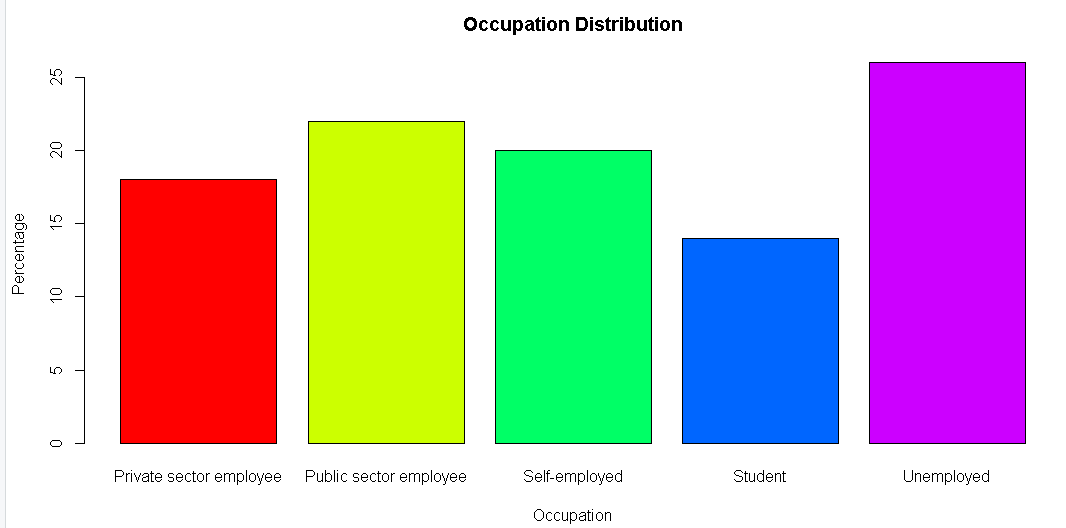 Occupation Distribution
Percentage
25
20
15
10
5
0
Private sector employee
Public sector employee
Self-employed
Student
Unemployed
Occupation